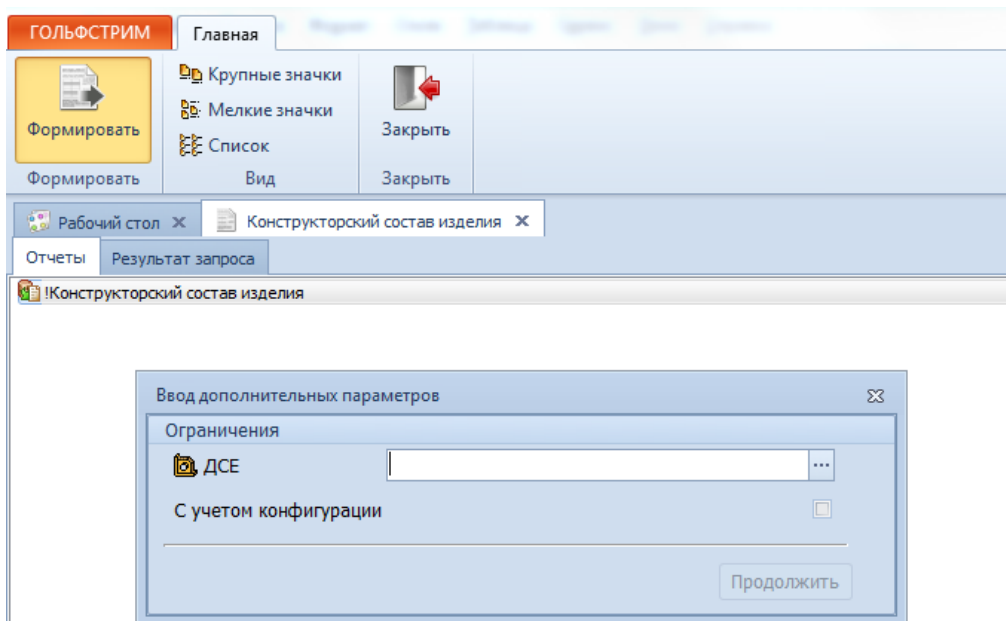 ГОЛЬФСТРИМ Главная
Крупные значки
Мелкие значки
Список
Формировать
Закрыть
Формировать Вид Закрыть
Рабочий стол Конструкторский состав изделия
Отчеты Результат запроса
!Конструкторский состав изделия
Ввод дополнительных параметров
Ограничения
ДСЕ
С учетом конфигурации
Продолжить